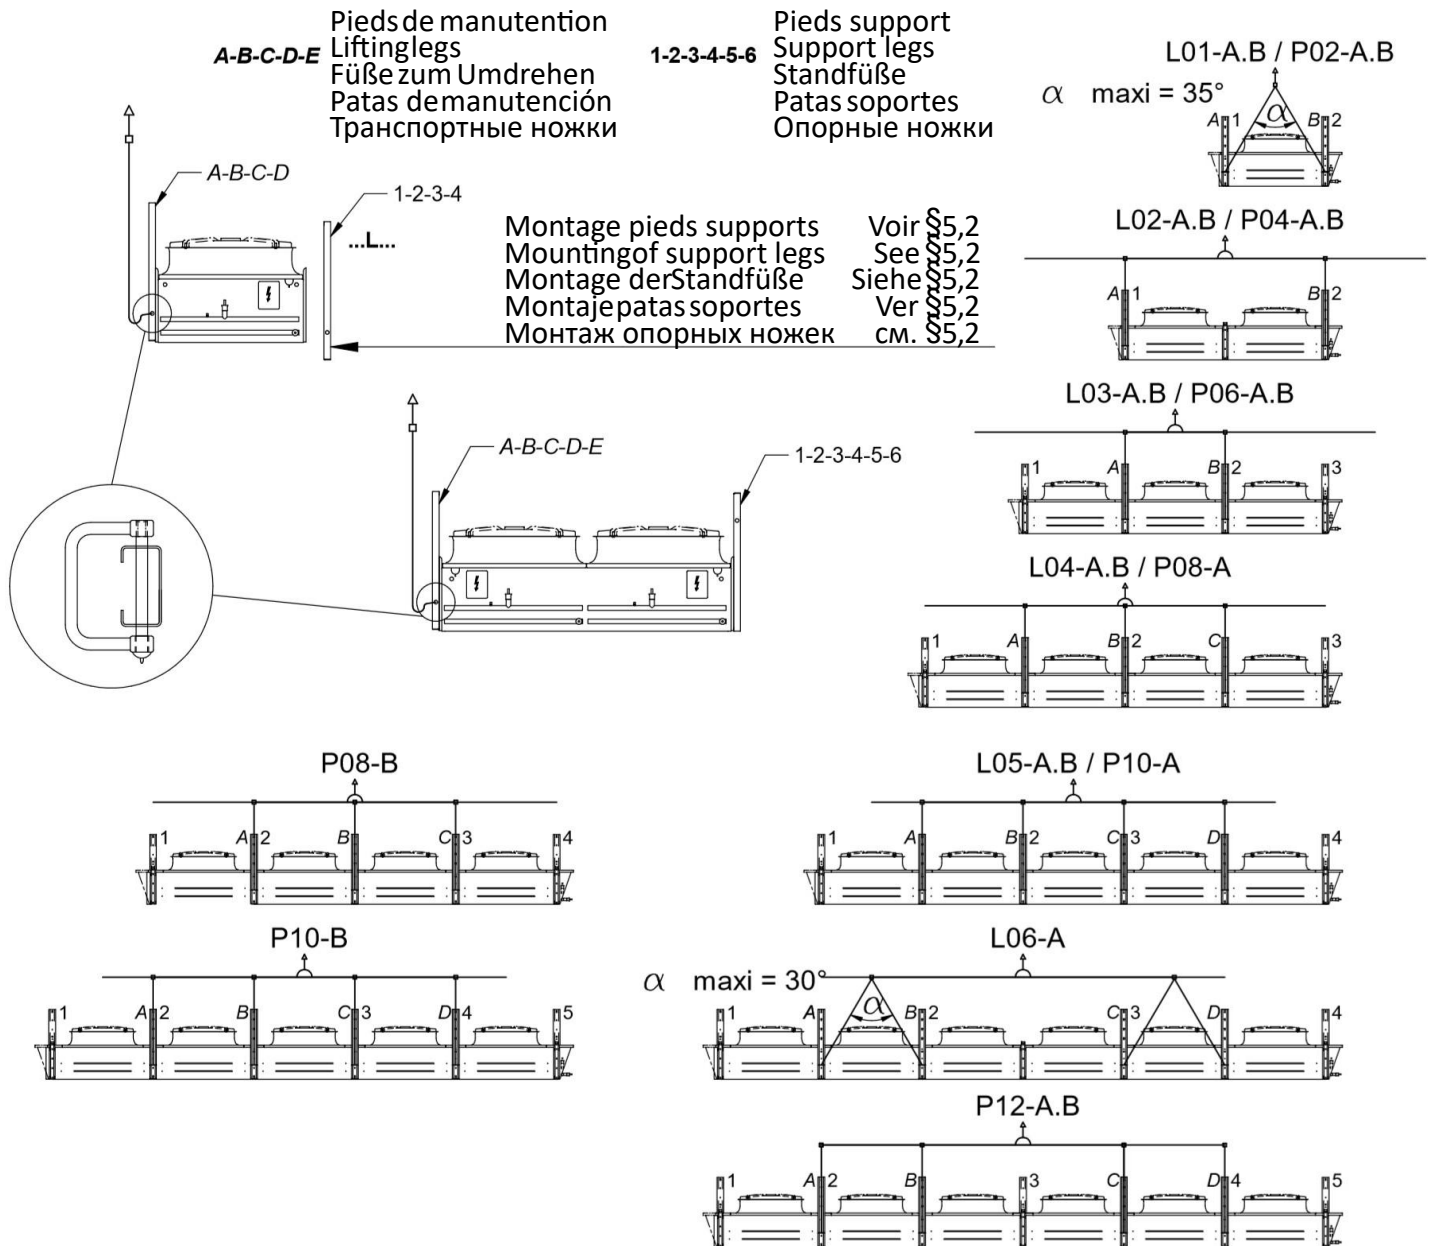 A-B-C-D-E
Pieds de manutention
Lifting legs
Füße zum Umdrehen
Patas de manutención
Транспортные ножки
1-2-3-4-5-6
Pieds support
Support legs
Standfüße
Patas soportes
Опорные ножки
L01-A.B / P02-A.B
α maxi = 35°
α
A 1 B 2
A-B-C-D
1-2-3-4
...L...
Montage pieds supports Voir §5,2
Mounting of support legs See §5,2
Montage der Standfüße Siehe §5,2
Montaje patas soportes Ver §5,2
Монтаж опорных ножек см. §5,2
L02-A.B / P04-A.B
A 1 B 2
L03-A.B / P06-A.B
1 A B 2 3
A-B-C-D-E
1-2-3-4-5-6
L04-A.B / P08-A
1 A B 2 C 3
P08-B
1 A 2 B C 3 4
L05-A.B / P10-A
1 A B 2 C 3 D 4
P10-B
1 A 2 B C 3 D 4 5
L06-A
α maxi = 30°
α
1 A B 2 C 3 D 4
P12-A.B
1 A 2 B 3 C D 4 5